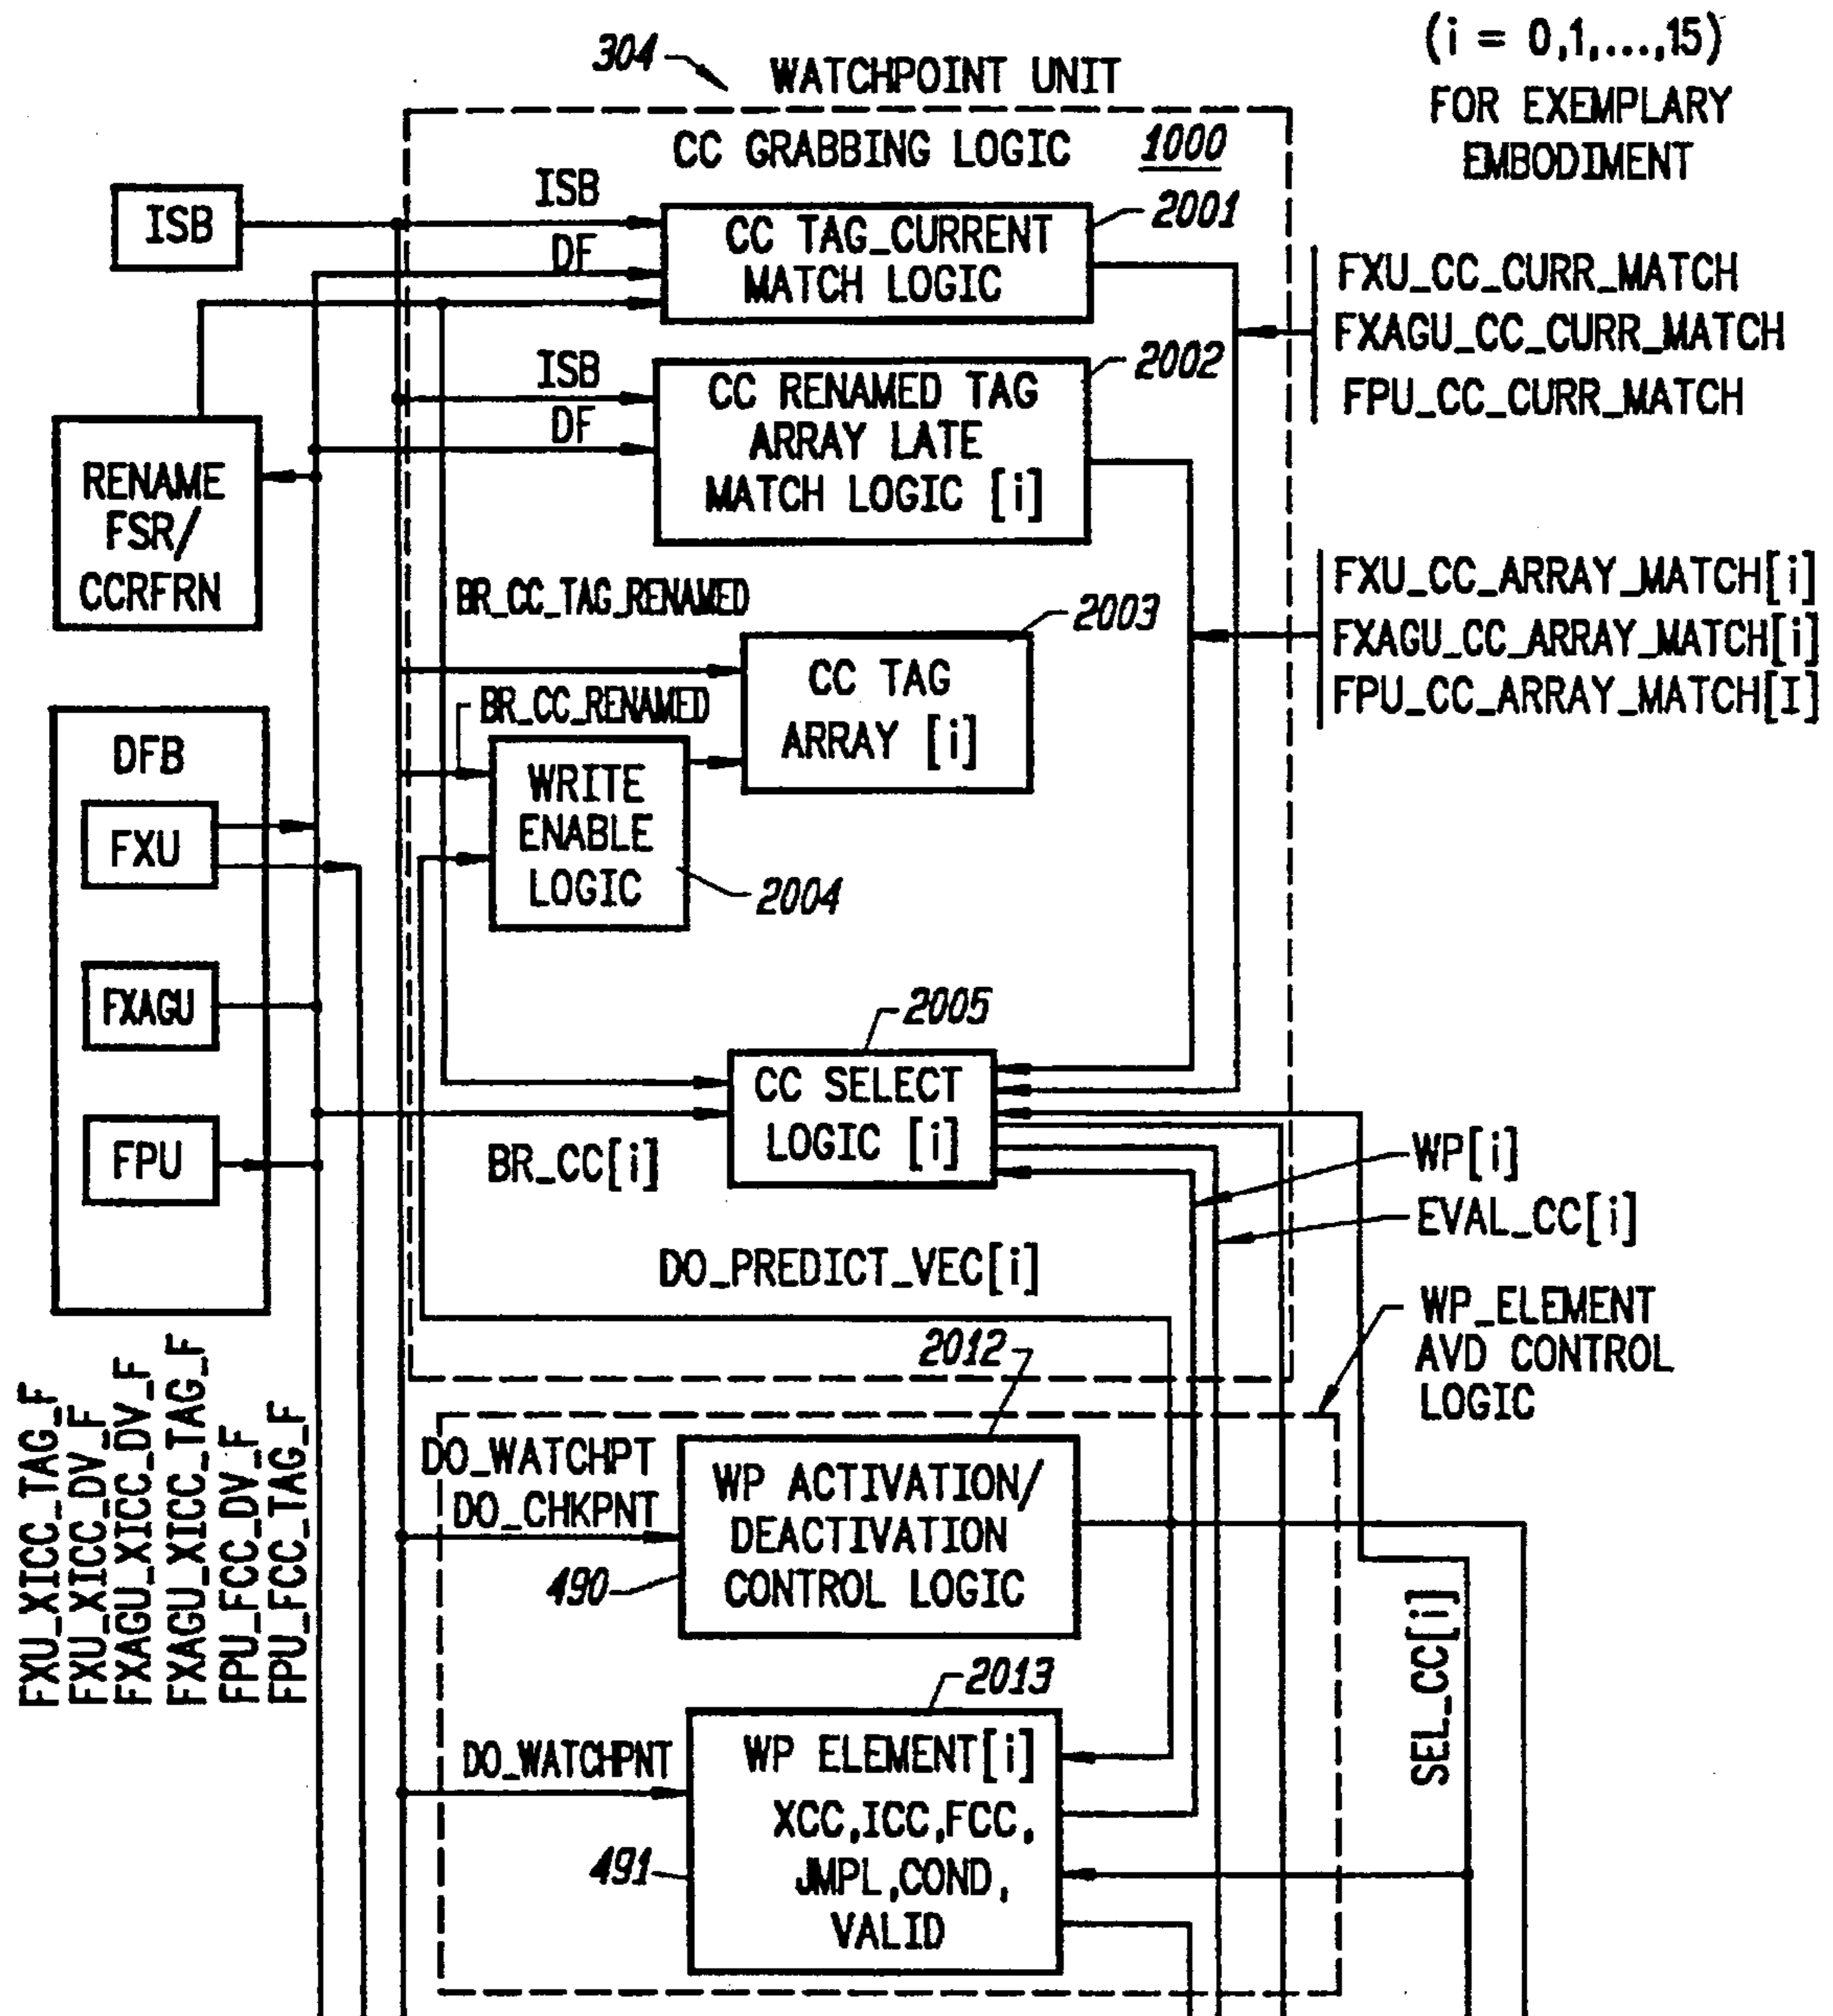 (i = 0,1,...,15)
FOR EXEMPLARY
EMBODIMENT
304
WATCHPOINT UNIT
CC GRABBING LOGIC
1000
ISB
ISB
DF
CC TAG_CURRENT
MATCH LOGIC
2001
FXU_CC_CURR_MATCH
FXAGU_CC_CURR_MATCH
FPU_CC_CURR_MATCH
ISB
DF
CC RENAMED TAG
ARRAY LATE
MATCH LOGIC [i]
2002
RENAME
FSR/
CCRFRN
FXU_CC_ARRAY_MATCH[i]
FXAGU_CC_ARRAY_MATCH[i]
FPU_CC_ARRAY_MATCH[I]
BR_CC_TAG_RENAMED
2003
CC TAG
ARRAY [i]
BR_CC_RENAMED
WRITE
ENABLE
LOGIC
2004
DFB
FXU
FXAGU
FPU
2005
CC SELECT
LOGIC [i]
BR_CC[i]
WP[i]
EVAL_CC[i]
DO_PREDICT_VEC[i]
WP_ELEMENT
AVD CONTROL
LOGIC
2012
DO_WATCHPT
DO_CHKPNT
WP ACTIVATION/
DEACTIVATION
CONTROL LOGIC
490
FXU_XICC_TAG_F
FXU_XICC_DV_F
FXAGU_XICC_DV_F
FXAGU_XICC_TAG_F
FPU_FCC_DV_F
FPU_FCC_TAG_F
SEL_CC[i]
2013
DO_WATCHPNT
WP ELEMENT[i]
XCC,ICC,FCC,
JMPL,COND,
VALID
491